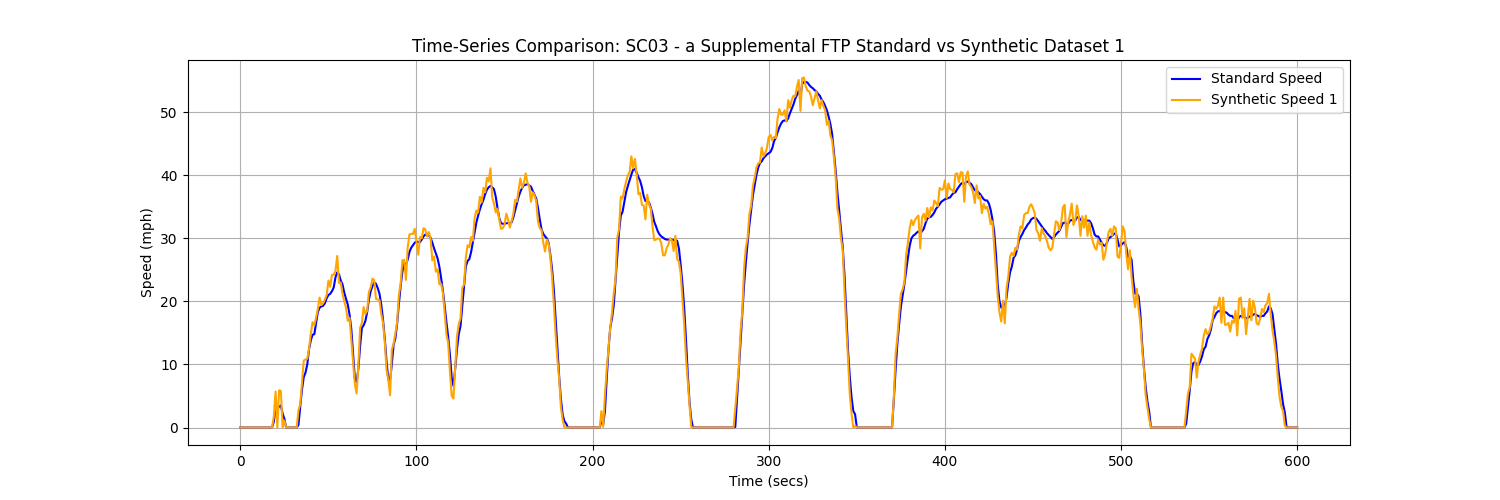 Time-Series Comparison: SC03 - a Supplemental FTP Standard vs Synthetic Dataset 1
Standard Speed
Synthetic Speed 1
Speed (mph)
50
40
30
20
10
0
0 100 200 300 400 500 600
Time (secs)